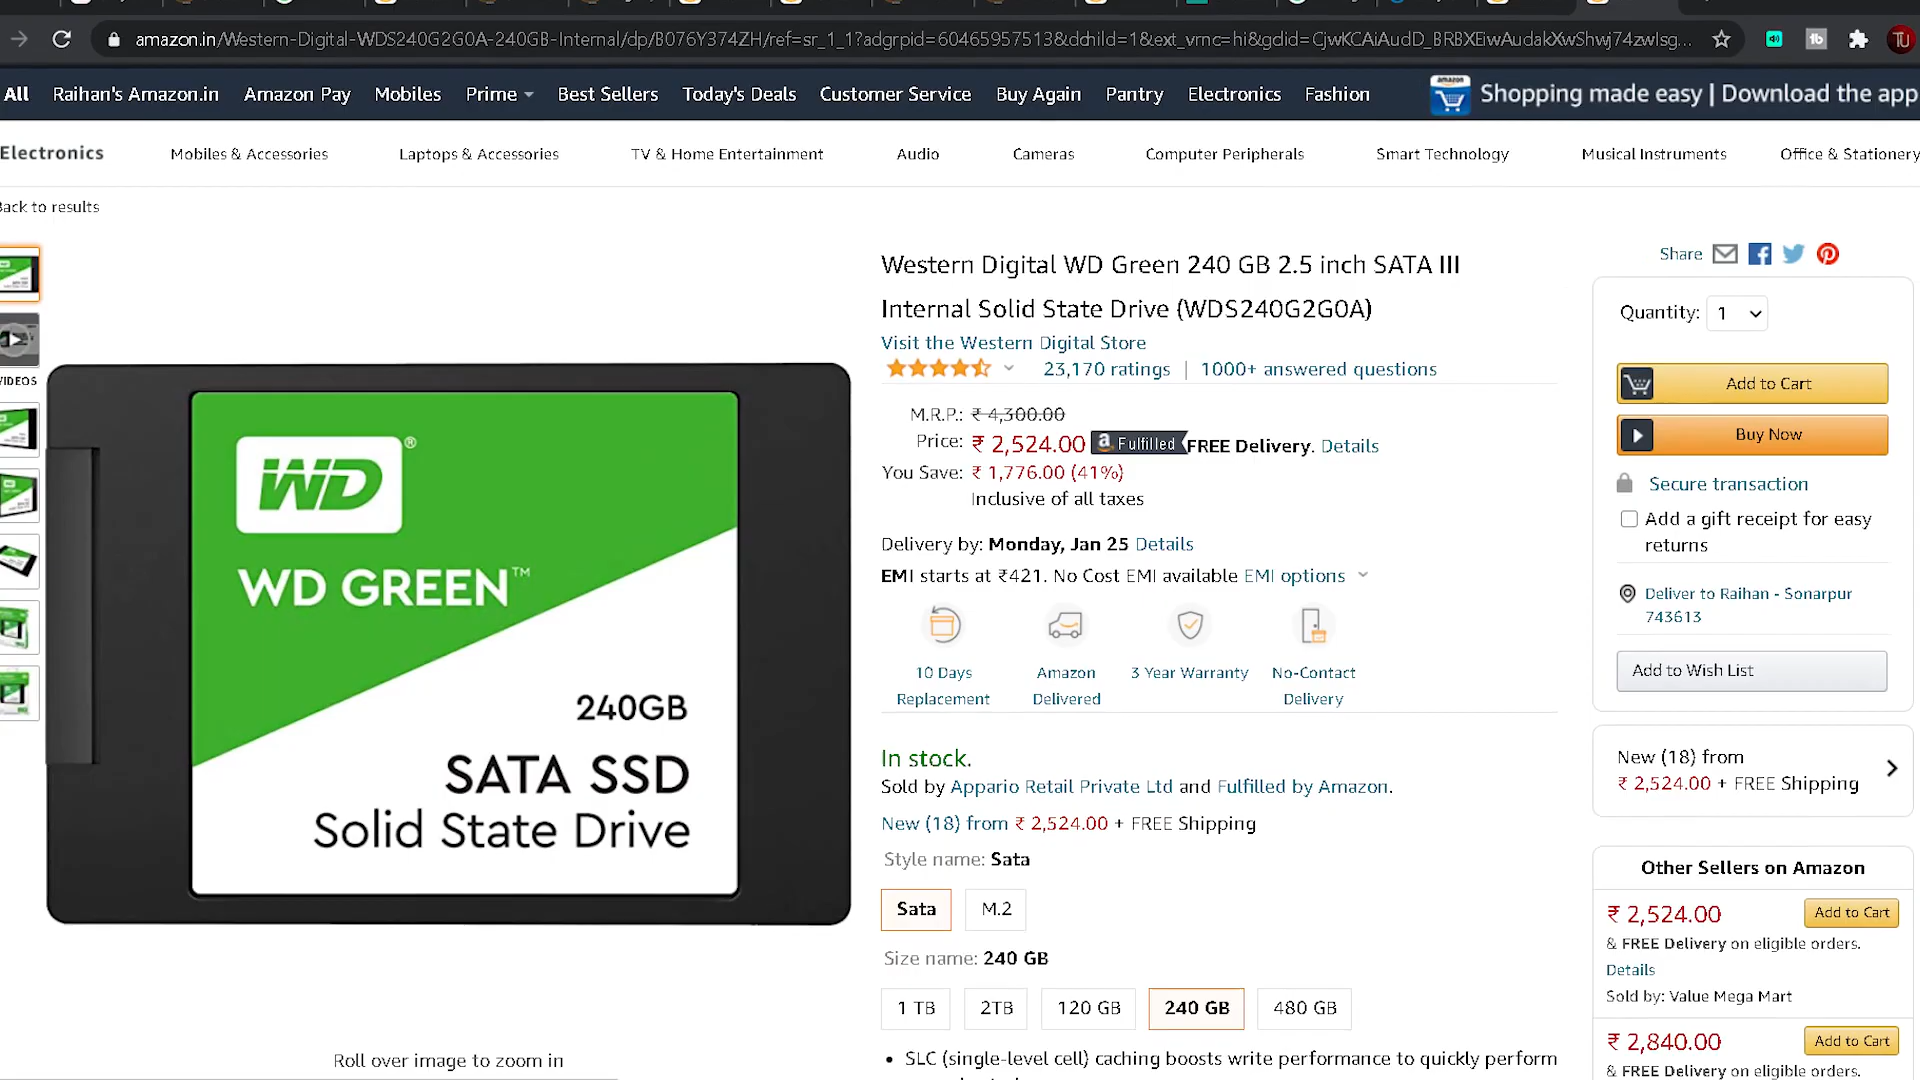 amazon.in/Western-Digital-WDS240G2G0A-240GB-Internal/dp/B076Y374ZH/ref=sr_1_1?adgrpid=60465957513&dchild=1&ext_vrnc=hi&gclid=CjwKCAiAudD_BRBXEiwAudakXwShwj74zwIsg...
All Raihan's Amazon.in Amazon Pay Mobiles Prime Best Sellers Today's Deals Customer Service Buy Again Pantry Electronics Fashion amazon Shopping made easy | Download the app
Electronics Mobiles & Accessories Laptops & Accessories TV & Home Entertainment Audio Cameras Computer Peripherals Smart Technology Musical Instruments Office & Stationery
Back to results
VIDEOS
WD®
WD GREEN™
240GB
SATA SSD
Solid State Drive
Roll over image to zoom in
Western Digital WD Green 240 GB 2.5 inch SATA III
Internal Solid State Drive (WDS240G2G0A)
Visit the Western Digital Store
23,170 ratings | 1000+ answered questions
M.R.P.: ₹ 4,300.00
Price: ₹ 2,524.00 a Fulfilled FREE Delivery. Details
You Save: ₹ 1,776.00 (41%)
Inclusive of all taxes
Delivery by: Monday, Jan 25 Details
EMI starts at ₹421. No Cost EMI available EMI options
10 Days
Replacement
Amazon
Delivered
3 Year Warranty
No-Contact
Delivery
In stock.
Sold by Appario Retail Private Ltd and Fulfilled by Amazon.
New (18) from ₹ 2,524.00 + FREE Shipping
Style name: Sata
Sata M.2
Size name: 240 GB
1 TB 2TB 120 GB 240 GB 480 GB
• SLC (single-level cell) caching boosts write performance to quickly perform
Share
Quantity: 1
Add to Cart
Buy Now
Secure transaction
Add a gift receipt for easy
returns
Deliver to Raihan - Sonarpur
743613
Add to Wish List
New (18) from
₹ 2,524.00 + FREE Shipping
Other Sellers on Amazon
₹ 2,524.00 Add to Cart
& FREE Delivery on eligible orders.
Details
Sold by: Value Mega Mart
₹ 2,840.00 Add to Cart
& FREE Delivery on eligible orders.